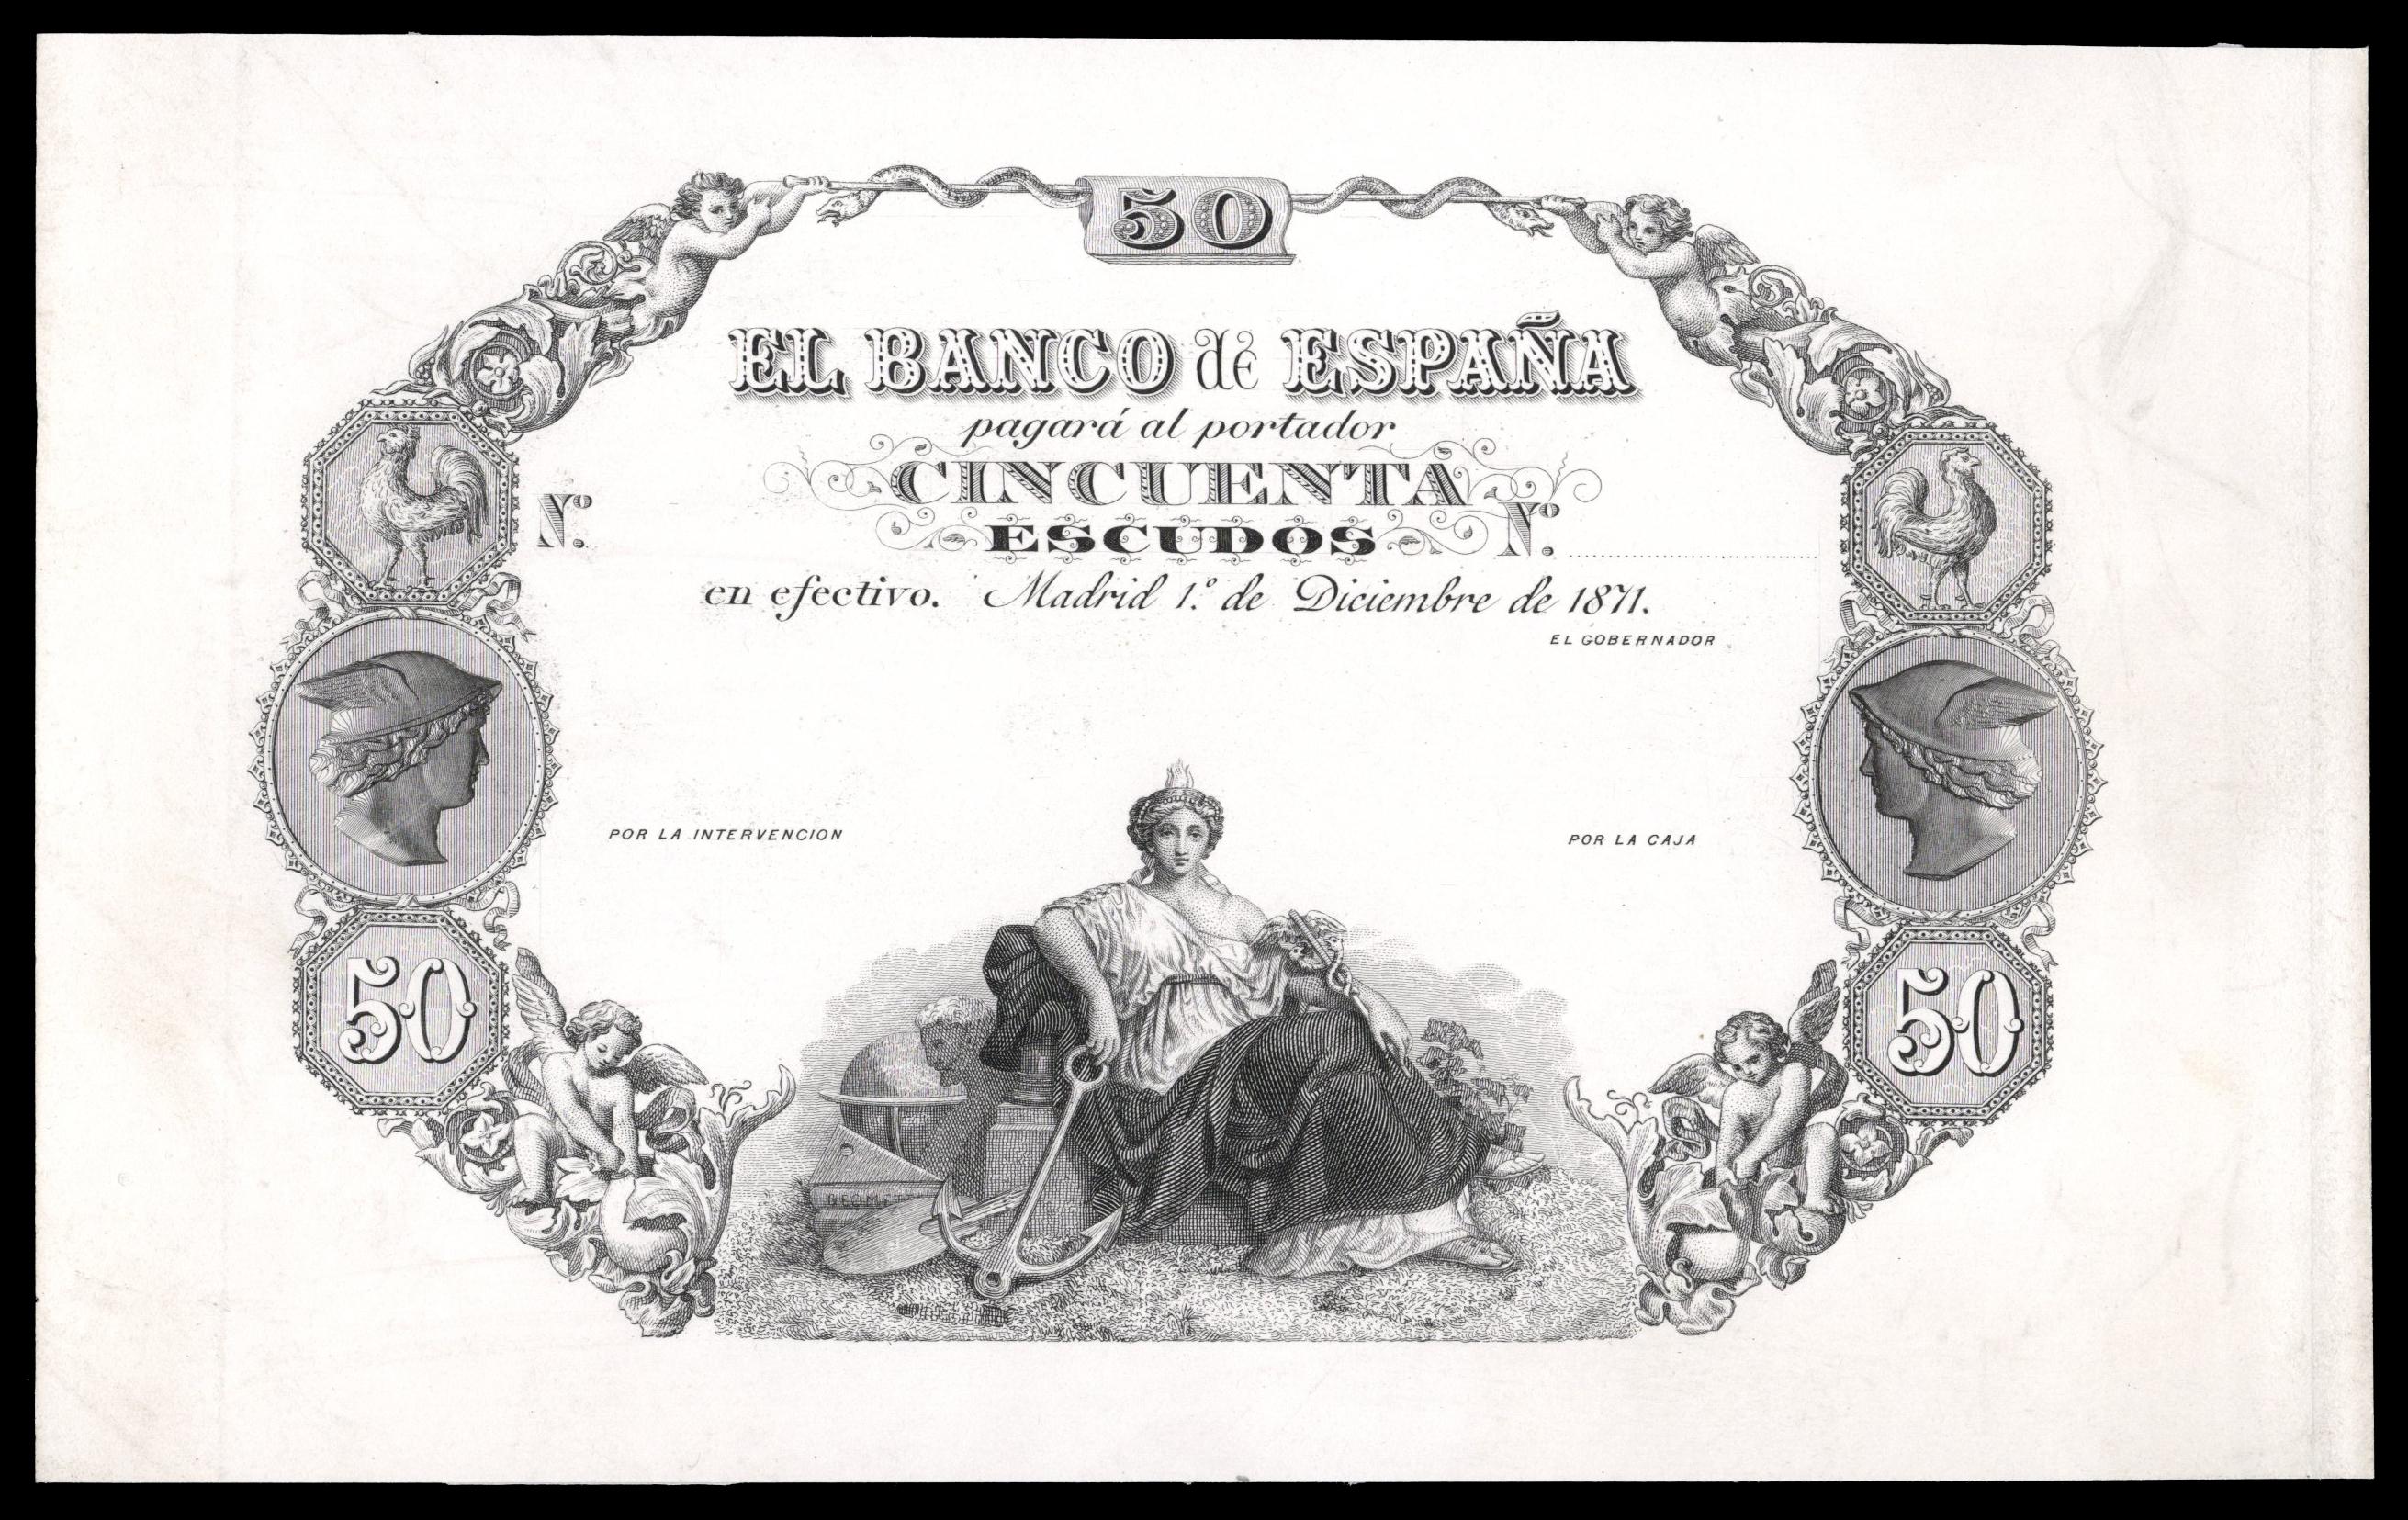 50
EL BANCO de ESPAÑA
pagará al portador
CINCUENTA
Nº.
ESCUDOS
Nº.
en efectivo. Madrid 1.º de Diciembre de 1871.
EL GOBERNADOR
POR LA INTERVENCION
POR LA CAJA
50
50